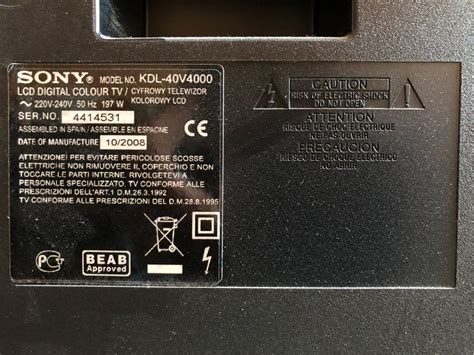 SONY® MODEL NO. KDL-40V4000
LCD DIGITAL COLOUR TV / CYFROWY TELEWIZOR
KOLOROWY LCD
~ 220V-240V 50 Hz 197 W
SER.NO. 4414531
ASSEMBLED IN SPAIN / ASSEMBLE EN ESPAGNE
DATE OF MANUFACTURE 10/2008
CE
ATTENZIONE! PER EVITARE PERICOLOSE SCOSSE
ELETTRICHE NON RIMUOVERE IL COPERCHIO E NON
TOCCARE LE PARTI INTERNE. RIVOLGETEVI A
PERSONALE SPECIALIZZATO. TV CONFORME ALLE
PRESCRIZIONI DELL'ART.1 D.M.26.3.1992
TV CONFORME ALLE PRESCRIZIONI DEL D.M.28.8.1995
BEAB
Approved
CAUTION
RISK OF ELECTRIC SHOCK
DO NOT OPEN
ATTENTION
RISQUE DE CHOC ELECTRIQUE
NE PAS OUVRIR
PRECAUCION
RIESCO DE CHOQUE ELECTRICO
NO ABRIR